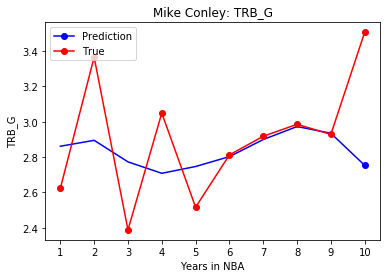 Mike Conley: TRB_G
Prediction
True
TRB_G
3.4
3.2
3.0
2.8
2.6
2.4
1 2 3 4 5 6 7 8 9 10
Years in NBA